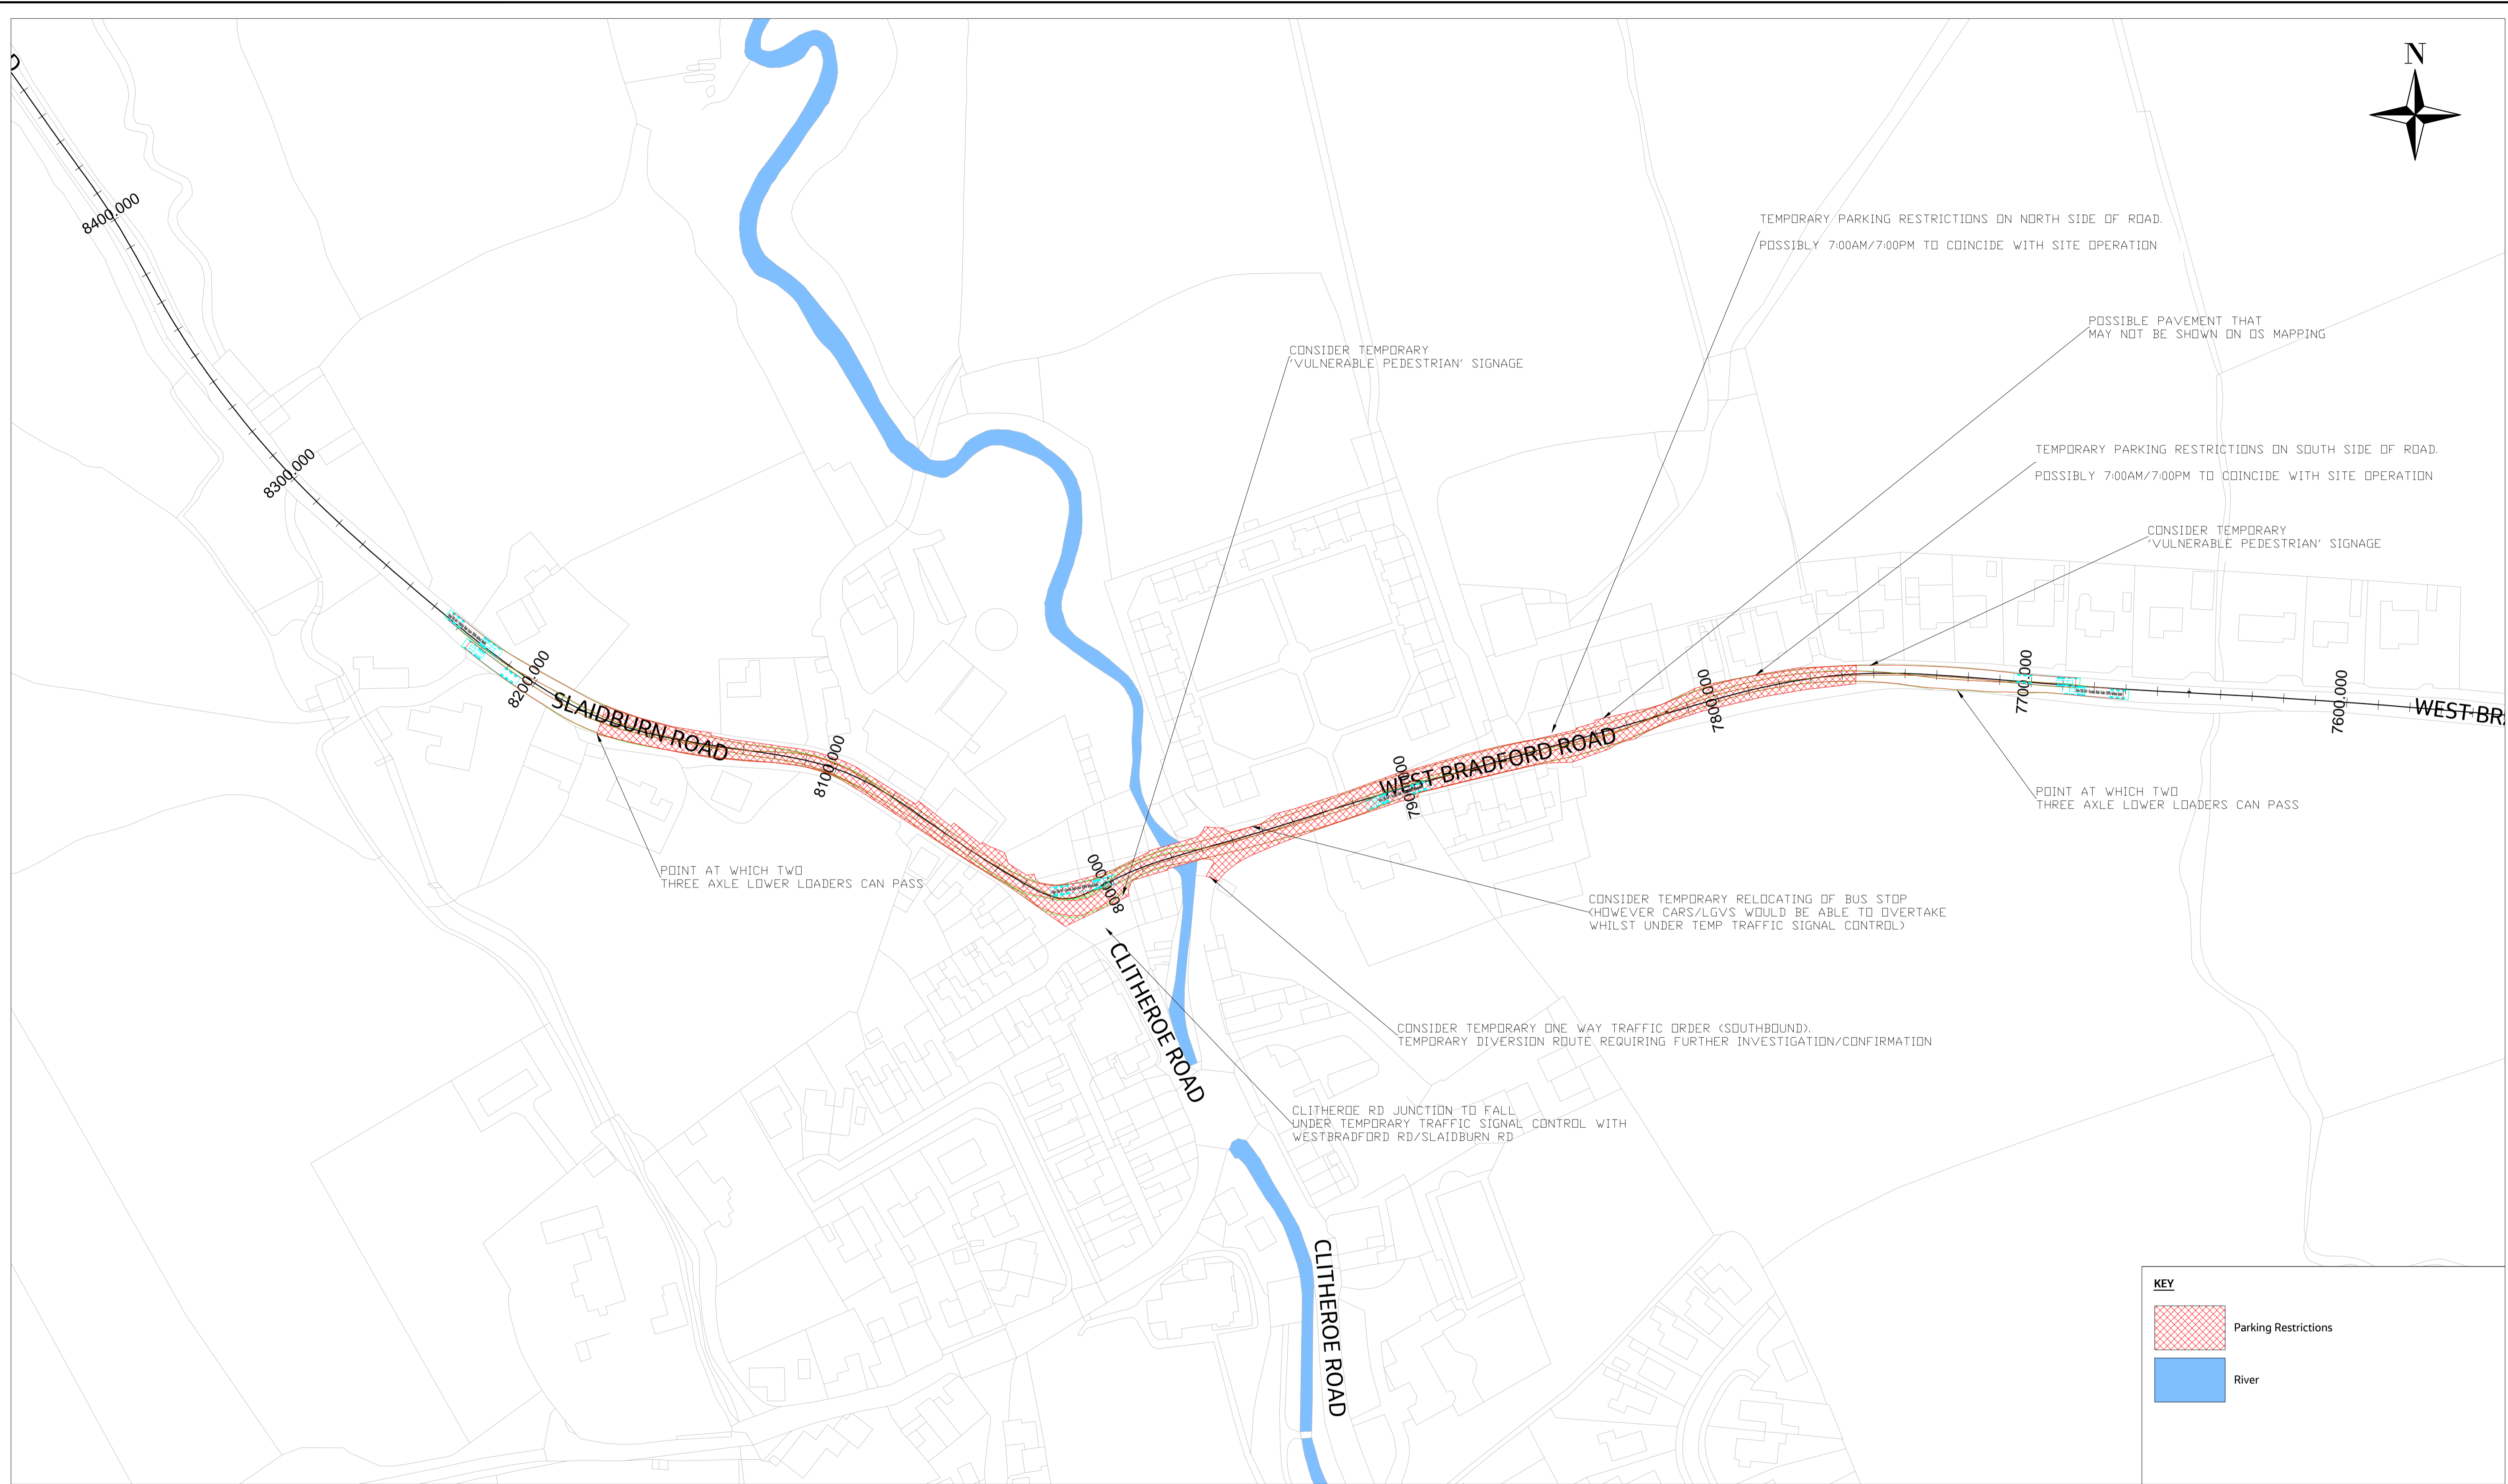 N
8400.000
TEMPORARY PARKING RESTRICTIONS ON NORTH SIDE OF ROAD.
POSSIBLY 7:00AM/7:00PM TO COINCIDE WITH SITE OPERATION
POSSIBLE PAVEMENT THAT
MAY NOT BE SHOWN ON OS MAPPING
CONSIDER TEMPORARY
'VULNERABLE PEDESTRIAN' SIGNAGE
8300.000
TEMPORARY PARKING RESTRICTIONS ON SOUTH SIDE OF ROAD.
POSSIBLY 7:00AM/7:00PM TO COINCIDE WITH SITE OPERATION
CONSIDER TEMPORARY
'VULNERABLE PEDESTRIAN' SIGNAGE
8200.000
SLAIDBURN ROAD
8100.000
8000.000
7900.000
WEST BRADFORD ROAD
7800.000
7700.000
7600.000
WEST BRA
POINT AT WHICH TWO
THREE AXLE LOWER LOADERS CAN PASS
POINT AT WHICH TWO
THREE AXLE LOWER LOADERS CAN PASS
CONSIDER TEMPORARY RELOCATING OF BUS STOP
(HOWEVER CARS/LGVS WOULD BE ABLE TO OVERTAKE
WHILST UNDER TEMP TRAFFIC SIGNAL CONTROL)
CLITHEROE ROAD
CONSIDER TEMPORARY ONE WAY TRAFFIC ORDER (SOUTHBOUND).
TEMPORARY DIVERSION ROUTE REQUIRING FURTHER INVESTIGATION/CONFIRMATION
CLITHEROE RD JUNCTION TO FALL
UNDER TEMPORARY TRAFFIC SIGNAL CONTROL WITH
WESTBRADFORD RD/SLAIDBURN RD
CLITHEROE ROAD
KEY
Parking Restrictions
River